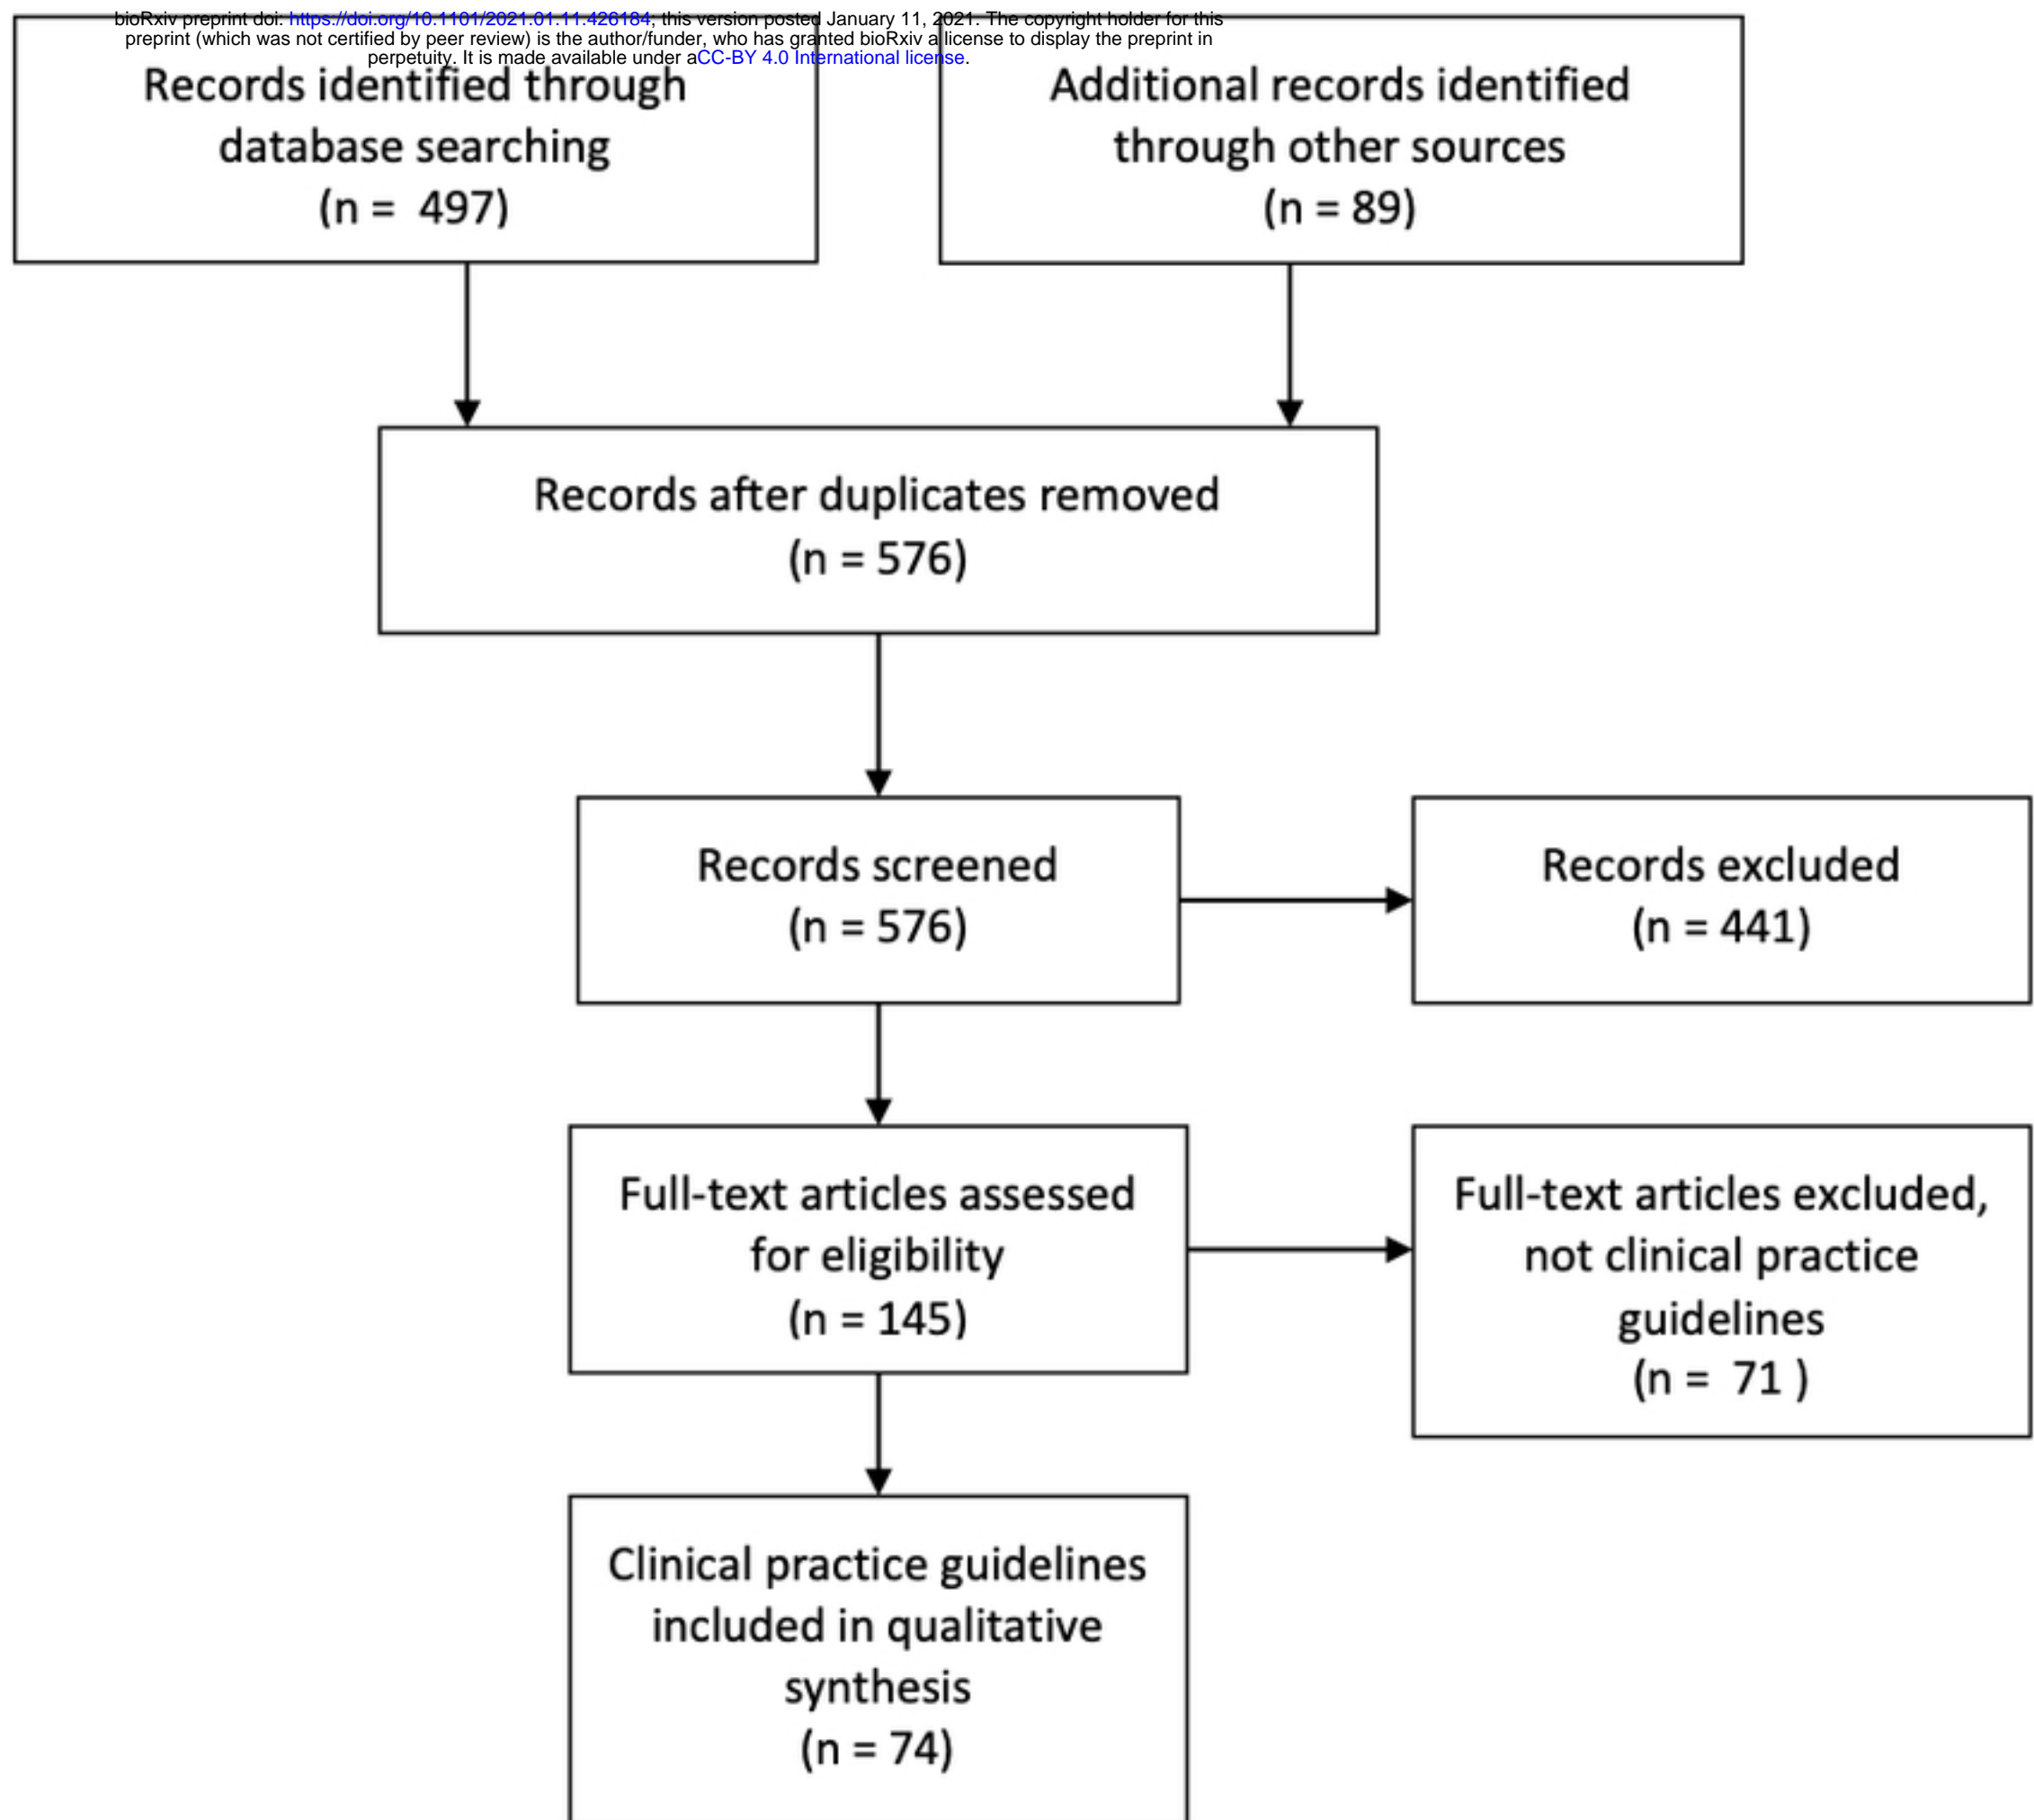 bioRxiv preprint doi: https://doi.org/10.1101/2021.01.11.426184; this version posted January 11, 2021. The copyright holder for this
preprint (which was not certified by peer review) is the author/funder, who has granted bioRxiv a license to display the preprint in
perpetuity. It is made available under aCC-BY 4.0 International license.
Records identified through
database searching
(n = 497)
Additional records identified
through other sources
(n = 89)
Records after duplicates removed
(n = 576)
Records screened
(n = 576)
Records excluded
(n = 441)
Full-text articles assessed
for eligibility
(n = 145)
Full-text articles excluded,
not clinical practice
guidelines
(n = 71 )
Clinical practice guidelines
included in qualitative
synthesis
(n = 74)